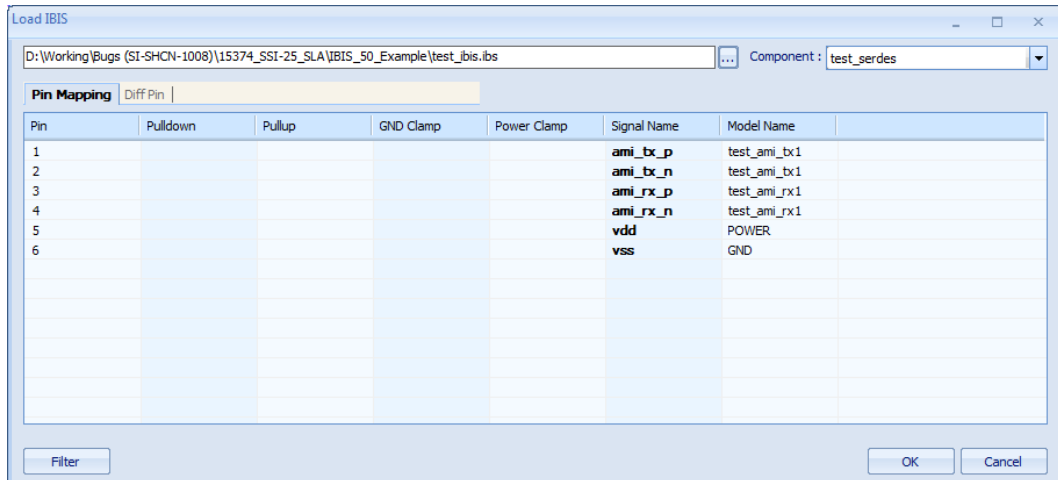 Load IBIS
D:\Working\Bugs (SI-SHCN-1008)\15374_SSI-25_SLA\IBIS_50_Example\test_ibis.ibs ... Component : test_serdes
Pin Mapping Diff Pin
Pin Pulldown Pullup GND Clamp Power Clamp Signal Name Model Name
1 ami_tx_p test_ami_tx1
2 ami_tx_n test_ami_tx1
3 ami_rx_p test_ami_rx1
4 ami_rx_n test_ami_rx1
5 vdd POWER
6 vss GND
Filter OK Cancel